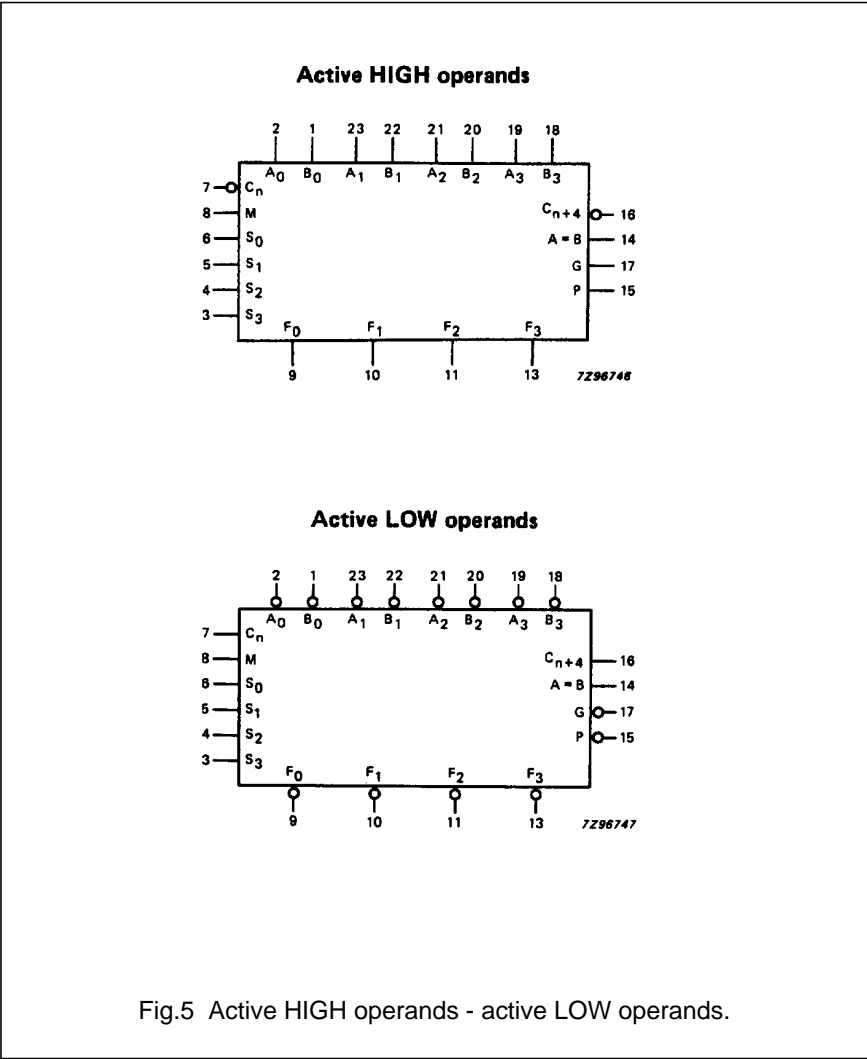 Active HIGH operands
2 1 23 22 21 20 19 18
A0 B0 A1 B1 A2 B2 A3 B3
7 Cn
8 M
Cn+4 16
6 S0
A = B 14
5 S1
G 17
4 S2
P 15
3 S3
F0 F1 F2 F3
9 10 11 13 7Z96746
Active LOW operands
2 1 23 22 21 20 19 18
A0 B0 A1 B1 A2 B2 A3 B3
7 Cn
8 M
Cn+4 16
6 S0
A = B 14
5 S1
G 17
4 S2
P 15
3 S3
F0 F1 F2 F3
9 10 11 13 7Z96747
Fig.5 Active HIGH operands - active LOW operands.